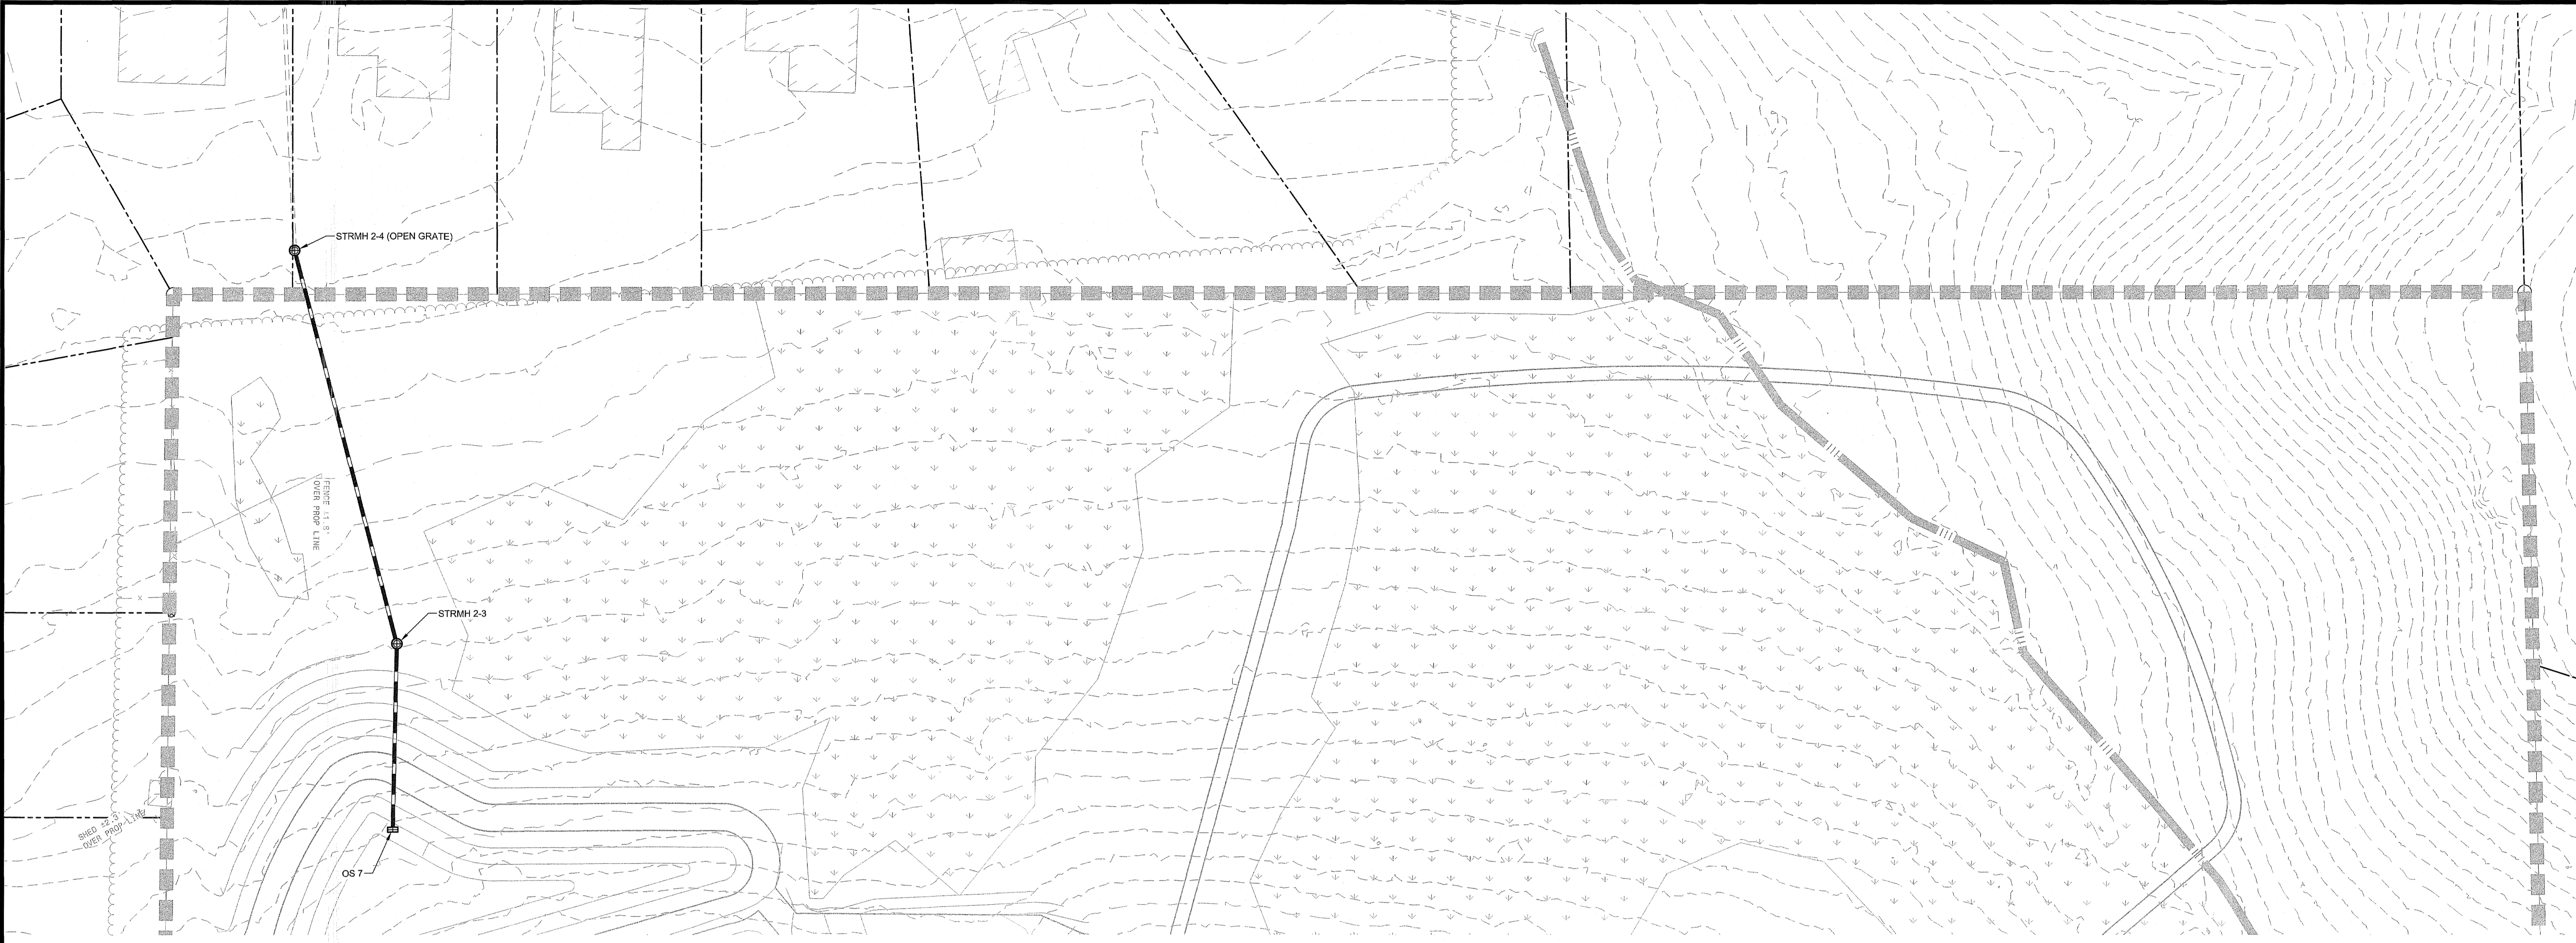 STRMH 2-4 (OPEN GRATE)
FENCE ±1.8'
OVER PROP LINE
STRMH 2-3
SHED ±2.3'
OVER PROP LINE
OS 7